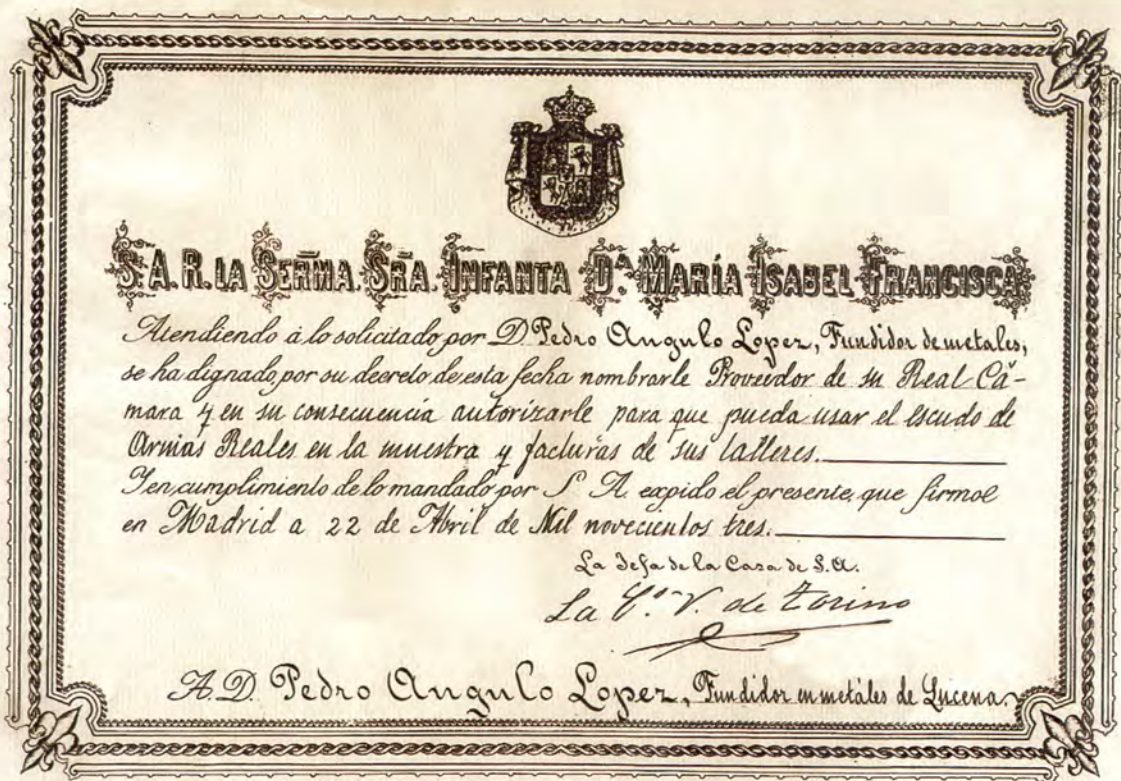 S. A. R. LA SERMA. SRA. INFANTA Dª MARÍA ISABEL FRANCISCA
Atendiendo á lo solicitado por D. Pedro Angulo Lopez, Fundidor de metales,
se ha dignado, por su decreto de esta fecha nombrarle Proveedor de su Real Cá-
mara y en su consecuencia autorizarle para que pueda usar el escudo de
Armas Reales en la muestra y facturas de sus talleres.
Y en cumplimiento de lo mandado por S. A. expido el presente, que firmo
en Madrid a 22 de Abril de Mil novecientos tres.
La Jefa de la Casa de S. A.
La V. de Torino
A D. Pedro Angulo Lopez, Fundidor en metáles de Lucena.